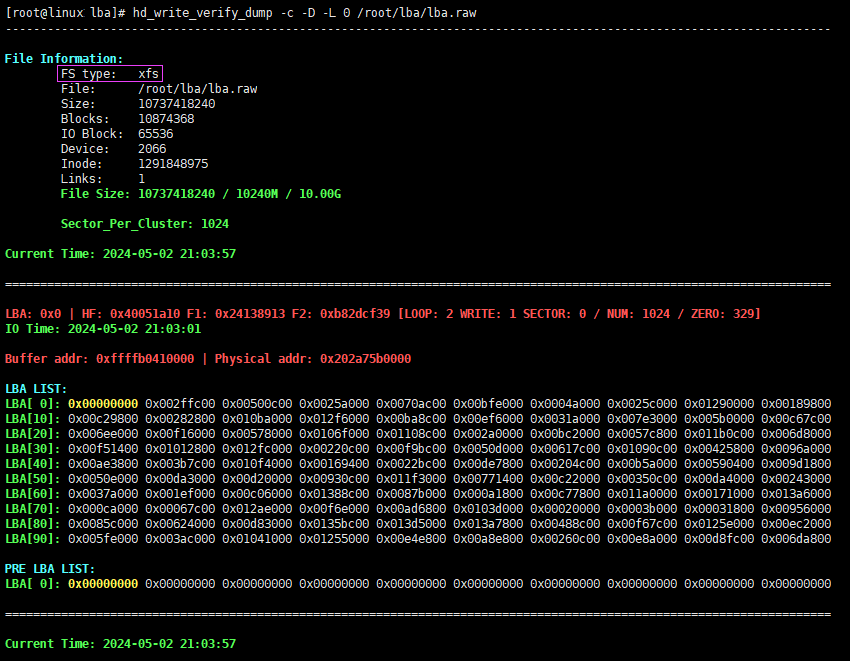 [root@linux lba]# hd_write_verify_dump -c -D -L 0 /root/lba/lba.raw
----------------------------------------------------------------------------------------------------------------------
File Information:
FS type: xfs
File: /root/lba/lba.raw
Size: 10737418240
Blocks: 10874368
IO Block: 65536
Device: 2066
Inode: 1291848975
Links: 1
File Size: 10737418240 / 10240M / 10.00G
Sector_Per_Cluster: 1024
Current Time: 2024-05-02 21:03:57
======================================================================================================================
LBA: 0x0 | HF: 0x40051a10 F1: 0x24138913 F2: 0xb82dcf39 [LOOP: 2 WRITE: 1 SECTOR: 0 / NUM: 1024 / ZERO: 329]
IO Time: 2024-05-02 21:03:01
Buffer addr: 0xffffb0410000 | Physical addr: 0x202a75b0000
LBA LIST:
LBA[ 0]: 0x00000000 0x002ffc00 0x00500c00 0x0025a000 0x0070ac00 0x00bfe000 0x0004a000 0x0025c000 0x01290000 0x00189800
LBA[10]: 0x00c29800 0x00282800 0x010ba000 0x012f6000 0x00ba8c00 0x00ef6000 0x0031a000 0x007e3000 0x005b0000 0x00c67c00
LBA[20]: 0x006ee000 0x00f16000 0x00578000 0x0106f000 0x01108c00 0x002a0000 0x00bc2000 0x0057c800 0x011b0c00 0x006d8000
LBA[30]: 0x00f51400 0x01012800 0x012fc000 0x00220c00 0x00f9bc00 0x0050d000 0x00617c00 0x01090c00 0x00425800 0x0096a000
LBA[40]: 0x00ae3800 0x003b7c00 0x010f4000 0x00169400 0x0022bc00 0x00de7800 0x00204c00 0x00b5a000 0x00590400 0x009d1800
LBA[50]: 0x0050e000 0x00da3000 0x00d20000 0x00930c00 0x011f3000 0x00771400 0x00c22000 0x00350c00 0x00da4000 0x00243000
LBA[60]: 0x0037a000 0x001ef000 0x00c06000 0x01388c00 0x0087b000 0x000a1800 0x00c77800 0x011a0000 0x00171000 0x013a6000
LBA[70]: 0x000ca000 0x00067c00 0x012ae000 0x00f6e000 0x00ad6800 0x0103d000 0x00020000 0x0003b000 0x00031800 0x00956000
LBA[80]: 0x0085c000 0x00624000 0x00d83000 0x0135bc00 0x013d5000 0x013a7800 0x00488c00 0x00f67c00 0x0125e000 0x00ec2000
LBA[90]: 0x005fe000 0x003ac000 0x01041000 0x01255000 0x00e4e800 0x00a8e800 0x00260c00 0x00e8a000 0x00d8fc00 0x006da800
PRE LBA LIST:
LBA[ 0]: 0x00000000 0x00000000 0x00000000 0x00000000 0x00000000 0x00000000 0x00000000 0x00000000 0x00000000 0x00000000
======================================================================================================================
Current Time: 2024-05-02 21:03:57